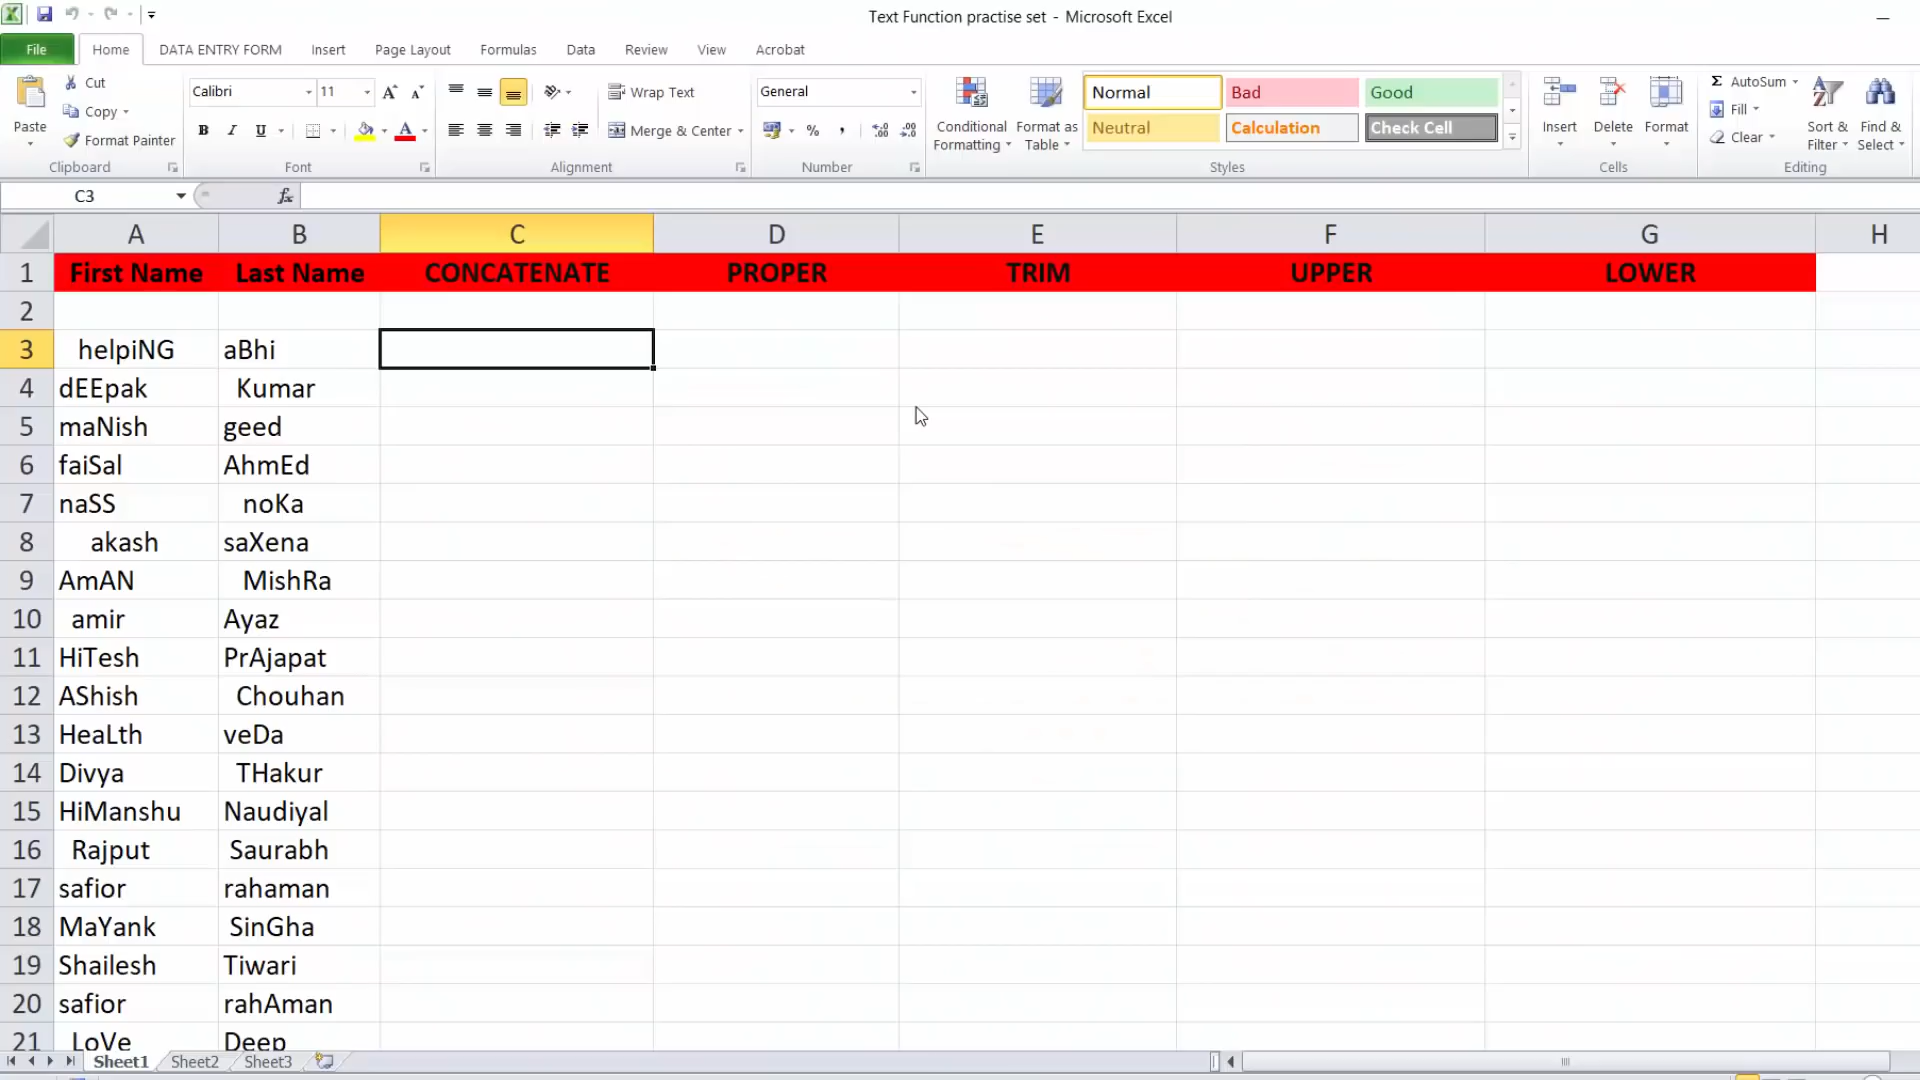 Text Function practise set - Microsoft Excel
File Home DATA ENTRY FORM Insert Page Layout Formulas Data Review View Acrobat
Paste
Cut
Copy
Format Painter
Clipboard
Calibri 11
B I U
A
Font
Wrap Text
Merge & Center
Alignment
General
%
Number
Conditional Formatting
Format as Table
Normal Bad Good
Neutral Calculation Check Cell
Styles
Insert Delete Format
Cells
Σ AutoSum
Fill
Clear
Sort & Filter
Find & Select
Editing
C3 fx
A B C D E F G H
1 First Name Last Name CONCATENATE PROPER TRIM UPPER LOWER
2
3 helpiNG aBhi
4 dEEpak Kumar
5 maNish geed
6 faiSal AhmEd
7 naSS noKa
8 akash saXena
9 AmAN MishRa
10 amir Ayaz
11 HiTesh PrAjapat
12 AShish Chouhan
13 HeaLth veDa
14 Divya THakur
15 HiManshu Naudiyal
16 Rajput Saurabh
17 safior rahaman
18 MaYank SinGha
19 Shailesh Tiwari
20 safior rahAman
21 LoVe Deep
Sheet1 Sheet2 Sheet3